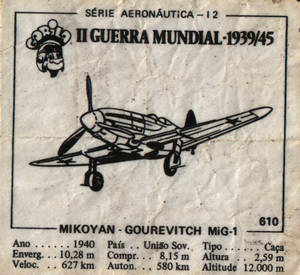 SÉRIE AERONÁUTICA - 12
II GUERRA MUNDIAL · 1939/45
610
MIKOYAN - GOUREVITCH MiG-1
Ano . . . . . . 1940 País . . União Sov. Tipo . . . . . . Caça
Enverg. . . . 10,28 m Compr. . . . 8,15 m Altura . . . . 2,59 m
Veloc. . . 627 km Auton. . . 580 km Altitude 12.000 m